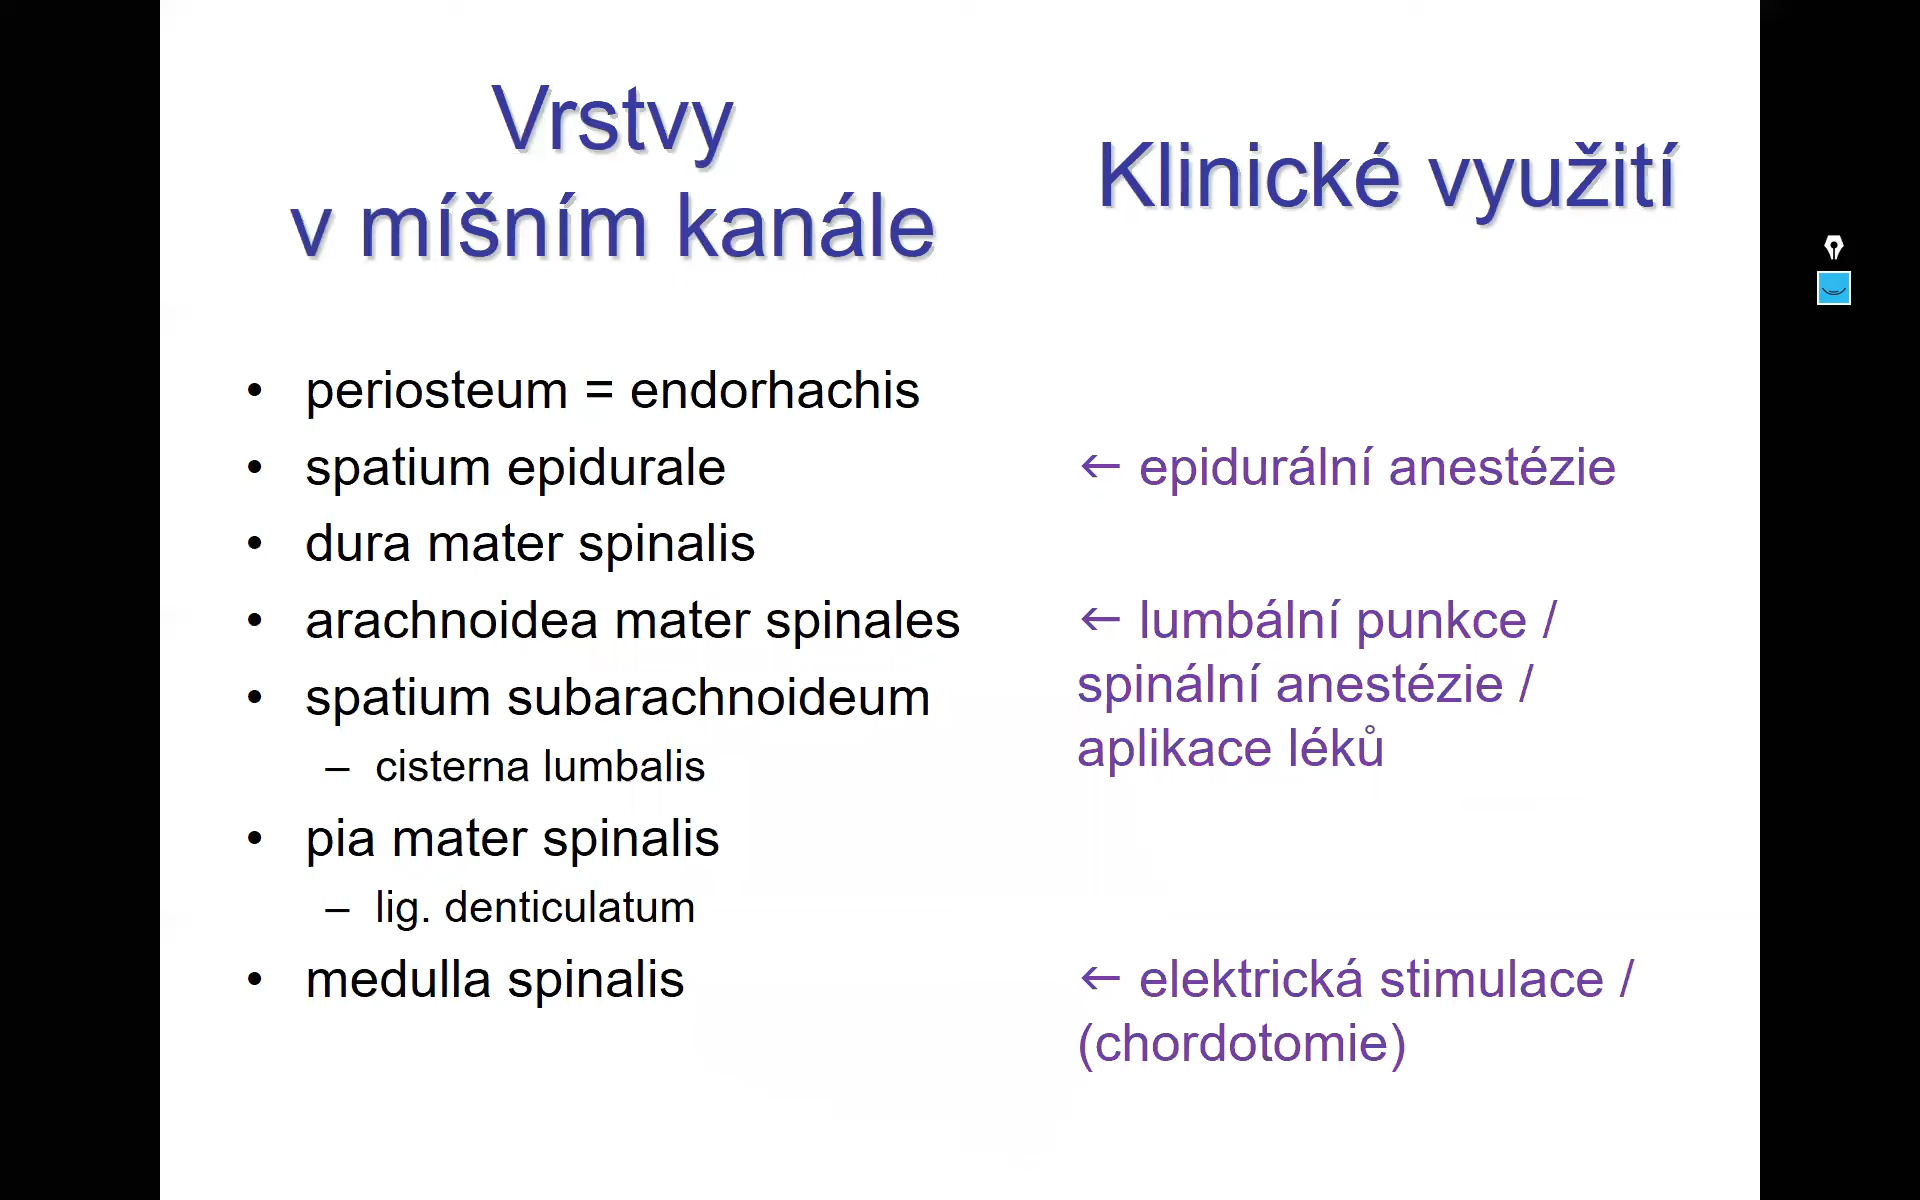 Vrstvy
v míšním kanále
• periosteum = endorhachis
• spatium epidurale
• dura mater spinalis
• arachnoidea mater spinales
• spatium subarachnoideum
– cisterna lumbalis
• pia mater spinalis
– lig. denticulatum
• medulla spinalis
Klinické využití
← epidurální anestézie
← lumbální punkce /
spinální anestézie /
aplikace léků
← elektrická stimulace /
(chordotomie)